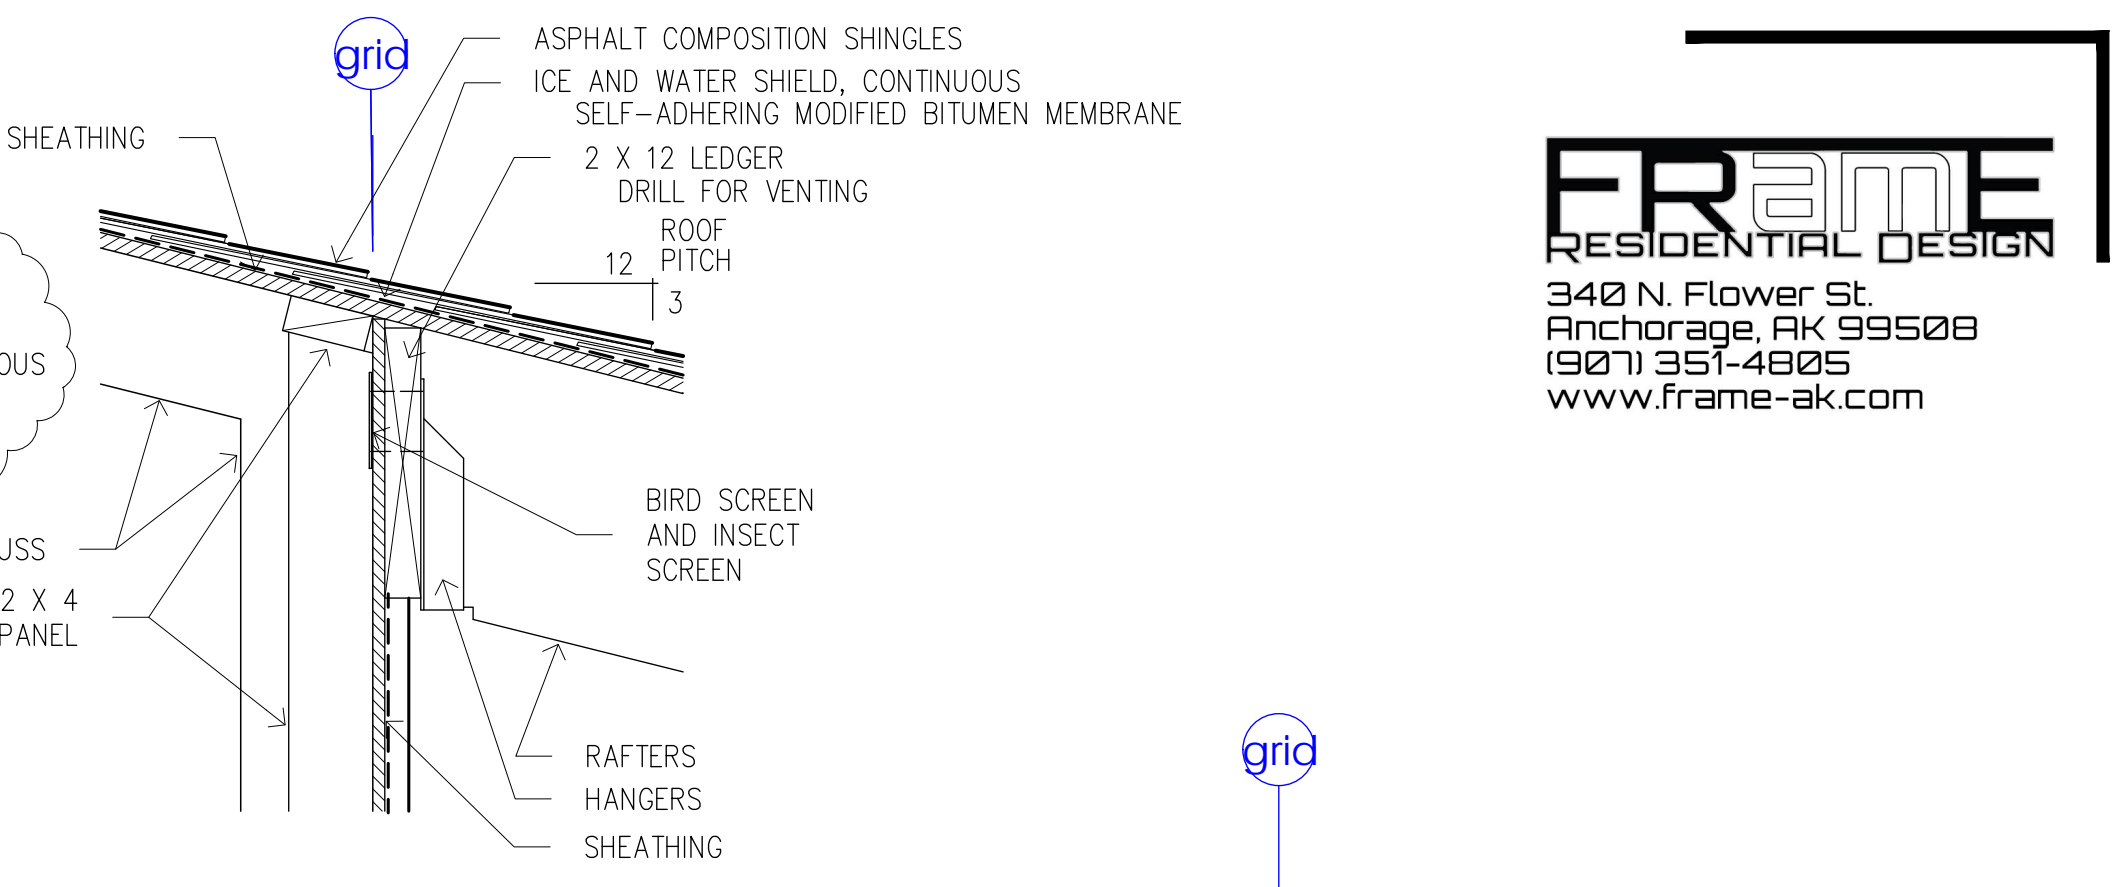 grid
ASPHALT COMPOSITION SHINGLES
ICE AND WATER SHIELD, CONTINUOUS
SELF-ADHERING MODIFIED BITUMEN MEMBRANE
SHEATHING
2 X 12 LEDGER
DRILL FOR VENTING
ROOF
PITCH
12
3
OUS
BIRD SCREEN
AND INSECT
SCREEN
USS
2 X 4
PANEL
RAFTERS
HANGERS
SHEATHING
grid
FRamE
RESIDENTIAL DESIGN
340 N. Flower St.
Anchorage, AK 99508
(907) 351-4805
www.frame-ak.com